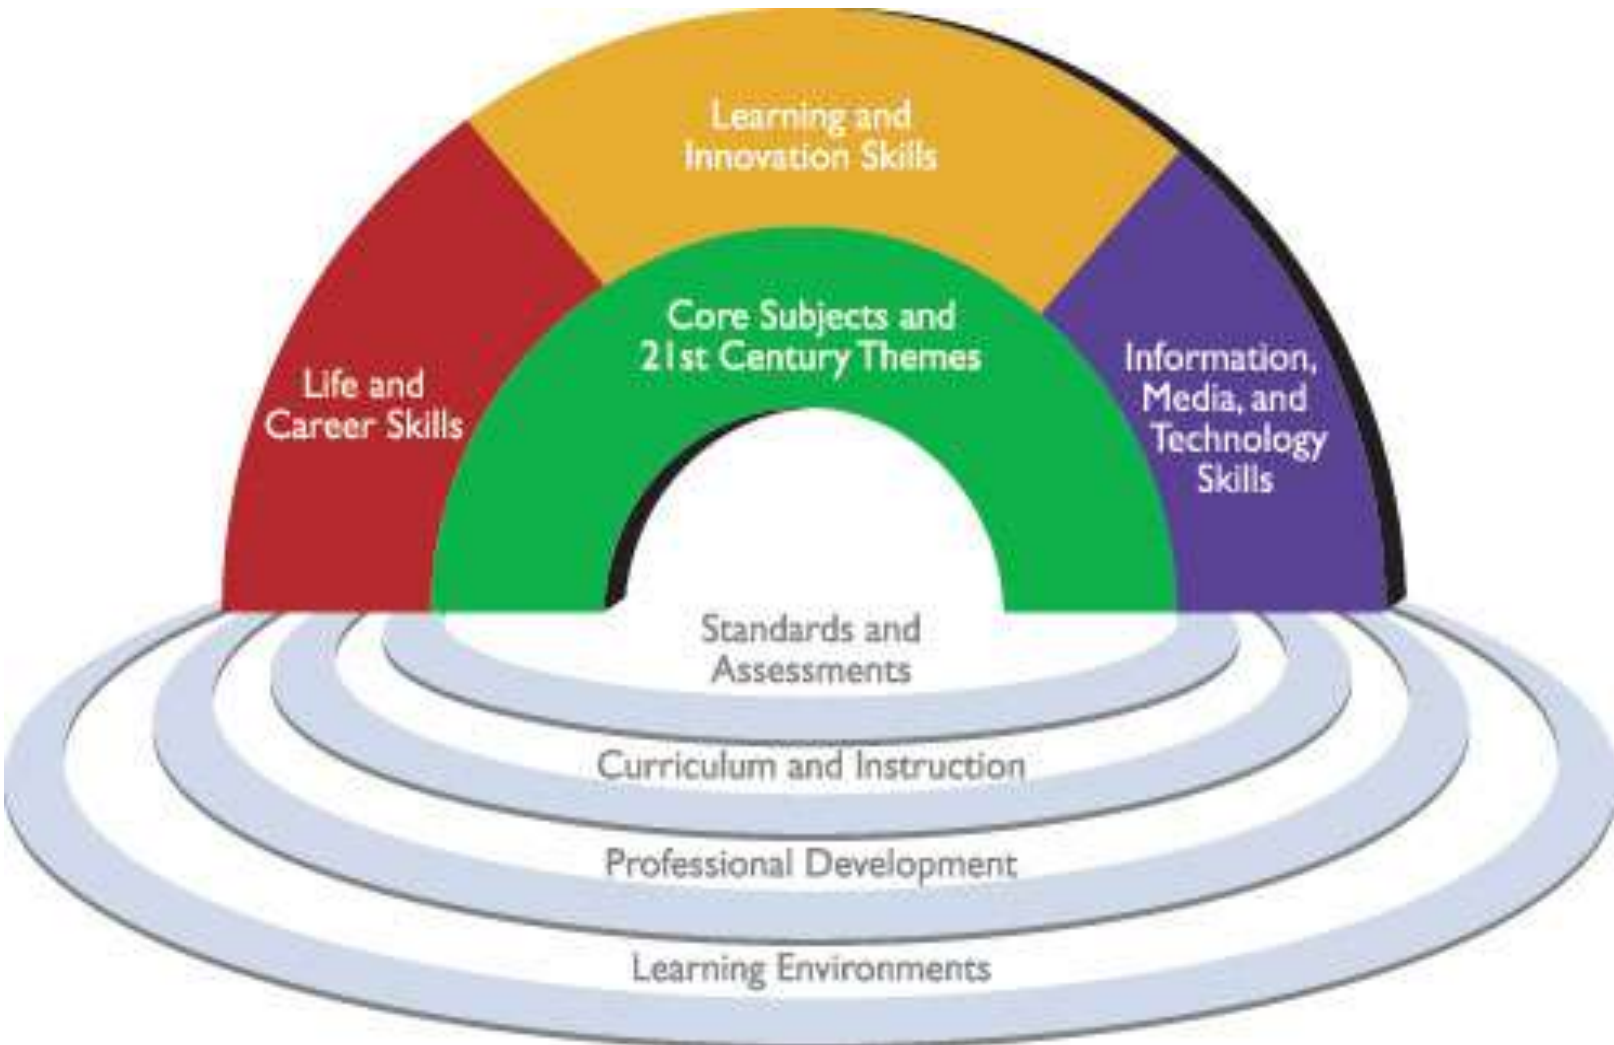 Learning and
Innovation Skills
Core Subjects and
21st Century Themes
Life and
Career Skills
Information,
Media, and
Technology
Skills
Standards and
Assessments
Curriculum and Instruction
Professional Development
Learning Environments